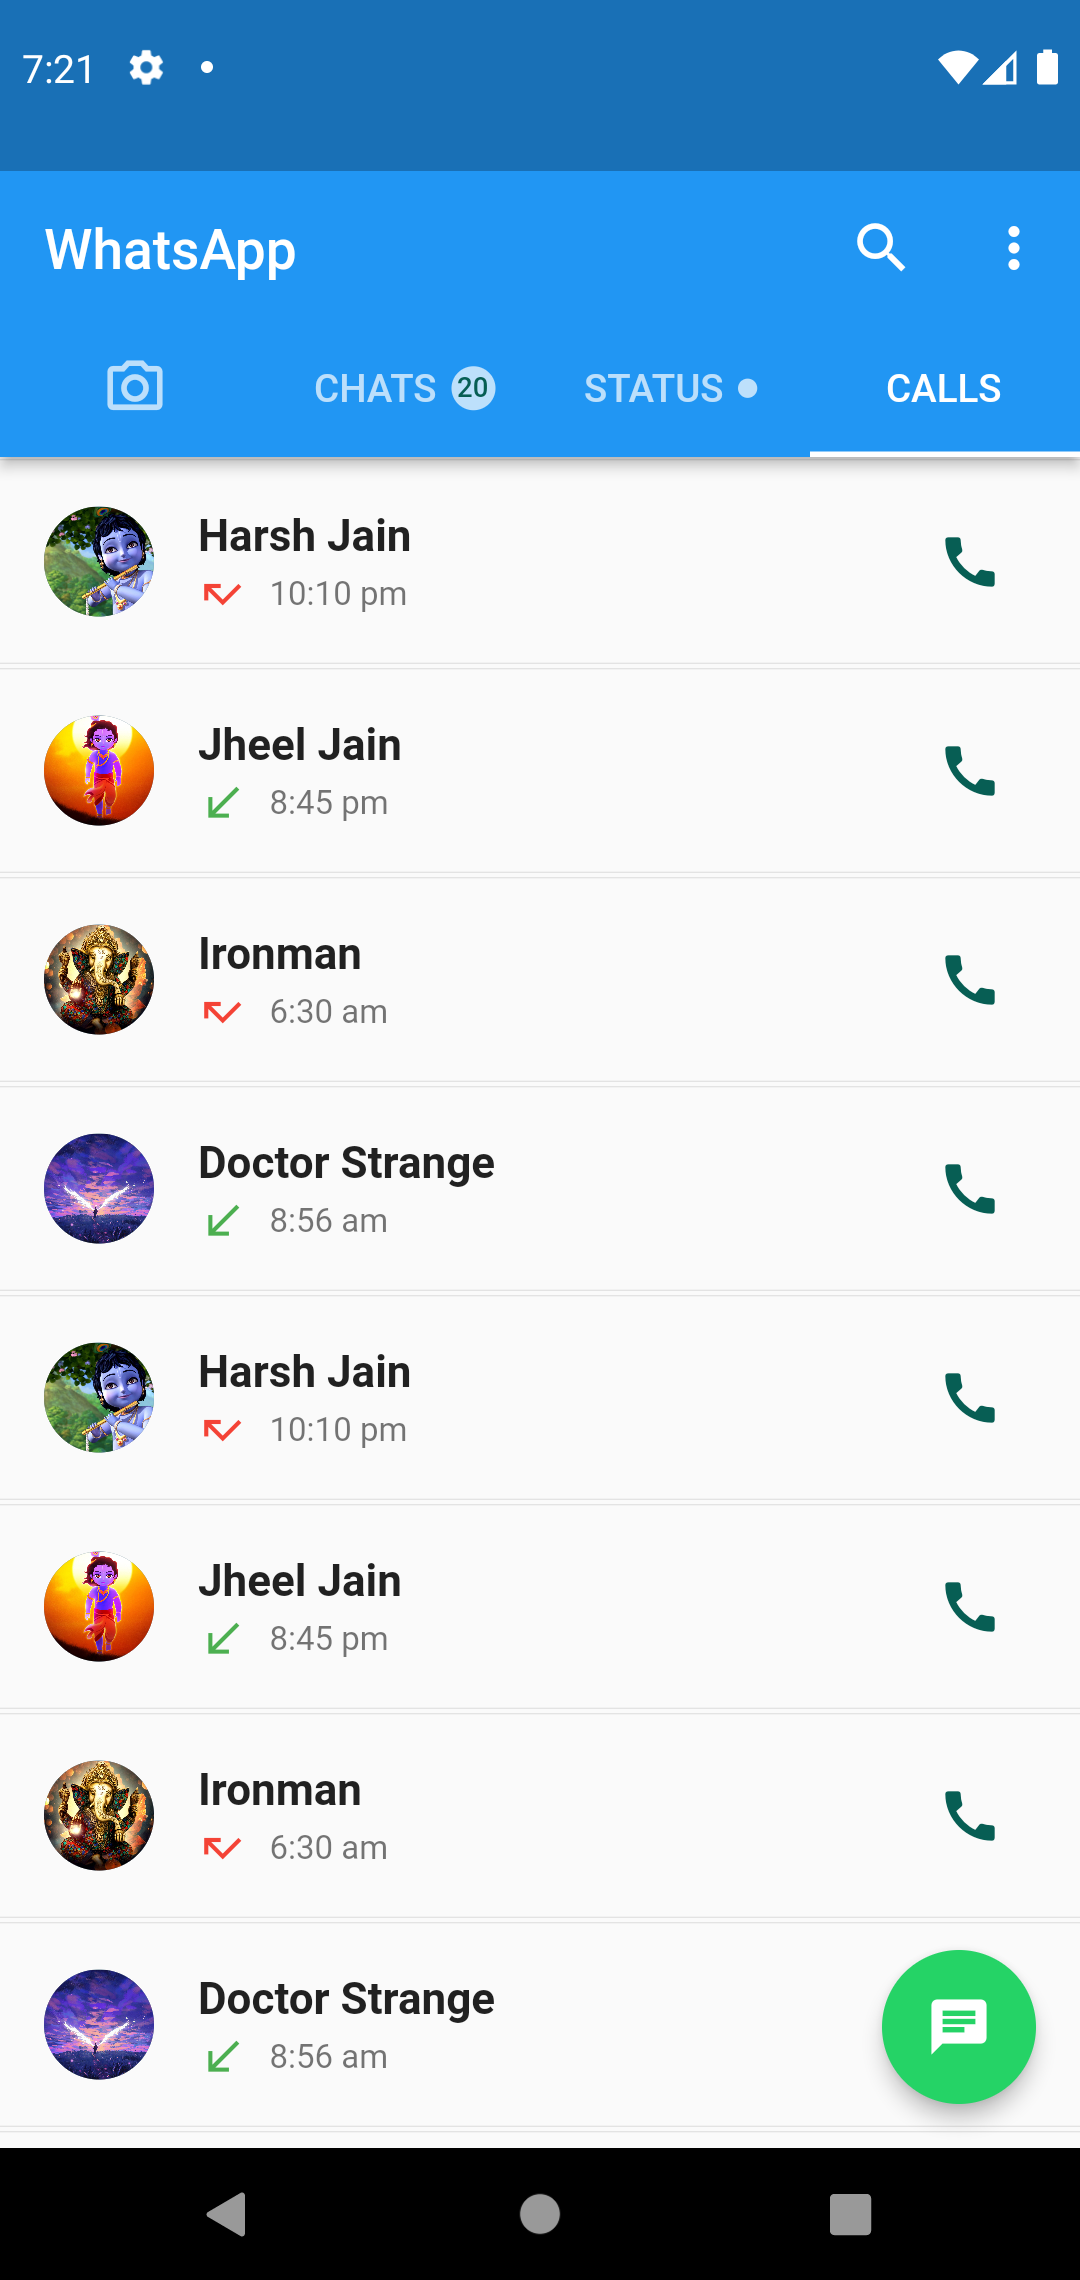 7:21
WhatsApp
CHATS 20 STATUS CALLS
Harsh Jain
10:10 pm
Jheel Jain
8:45 pm
Ironman
6:30 am
Doctor Strange
8:56 am
Harsh Jain
10:10 pm
Jheel Jain
8:45 pm
Ironman
6:30 am
Doctor Strange
8:56 am